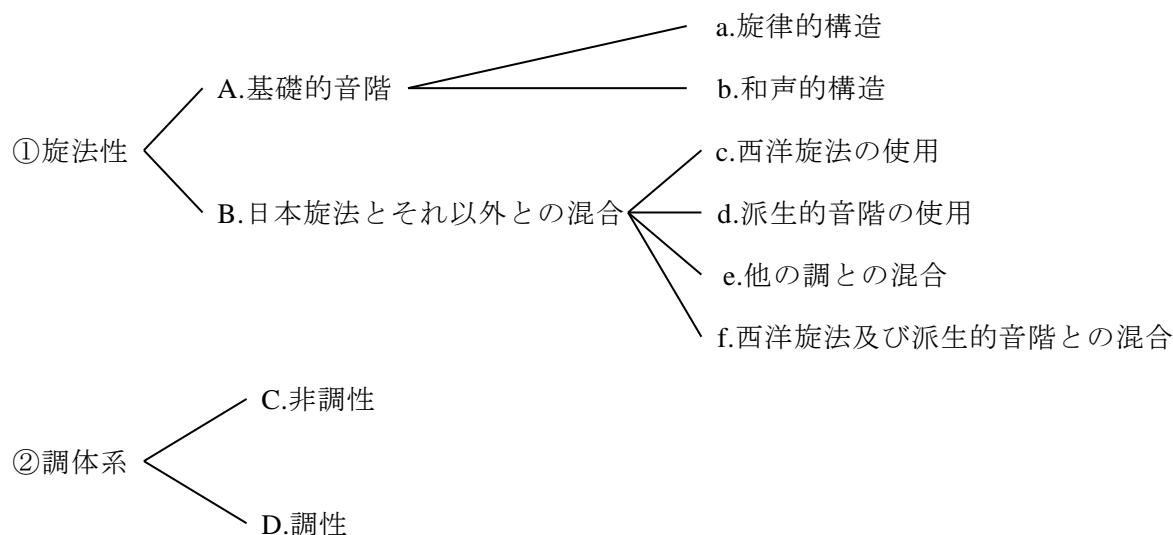 a.旋律的構造
A.基礎的音階
b.和声的構造
①旋法性
c.西洋旋法の使用
B.日本旋法とそれ以外との混合
d.派生的音階の使用
e.他の調との混合
f.西洋旋法及び派生的音階との混合
C.非調性
②調体系
D.調性